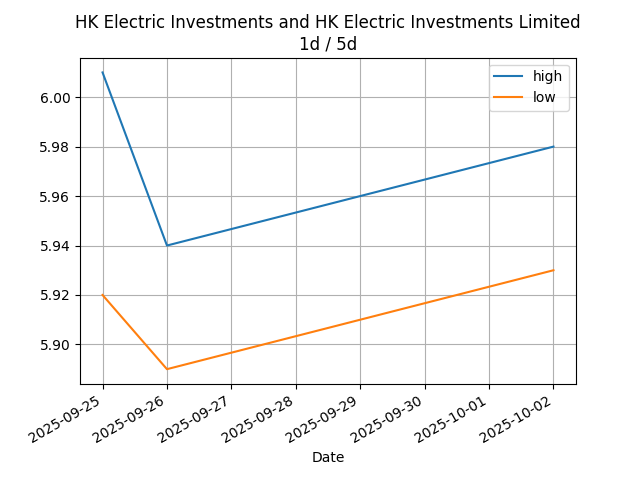 HK Electric Investments and HK Electric Investments Limited
1d / 5d
high
low
6.00
5.98
5.96
5.94
5.92
5.90
2025-09-25
2025-09-26
2025-09-27
2025-09-28
2025-09-29
2025-09-30
2025-10-01
2025-10-02
Date